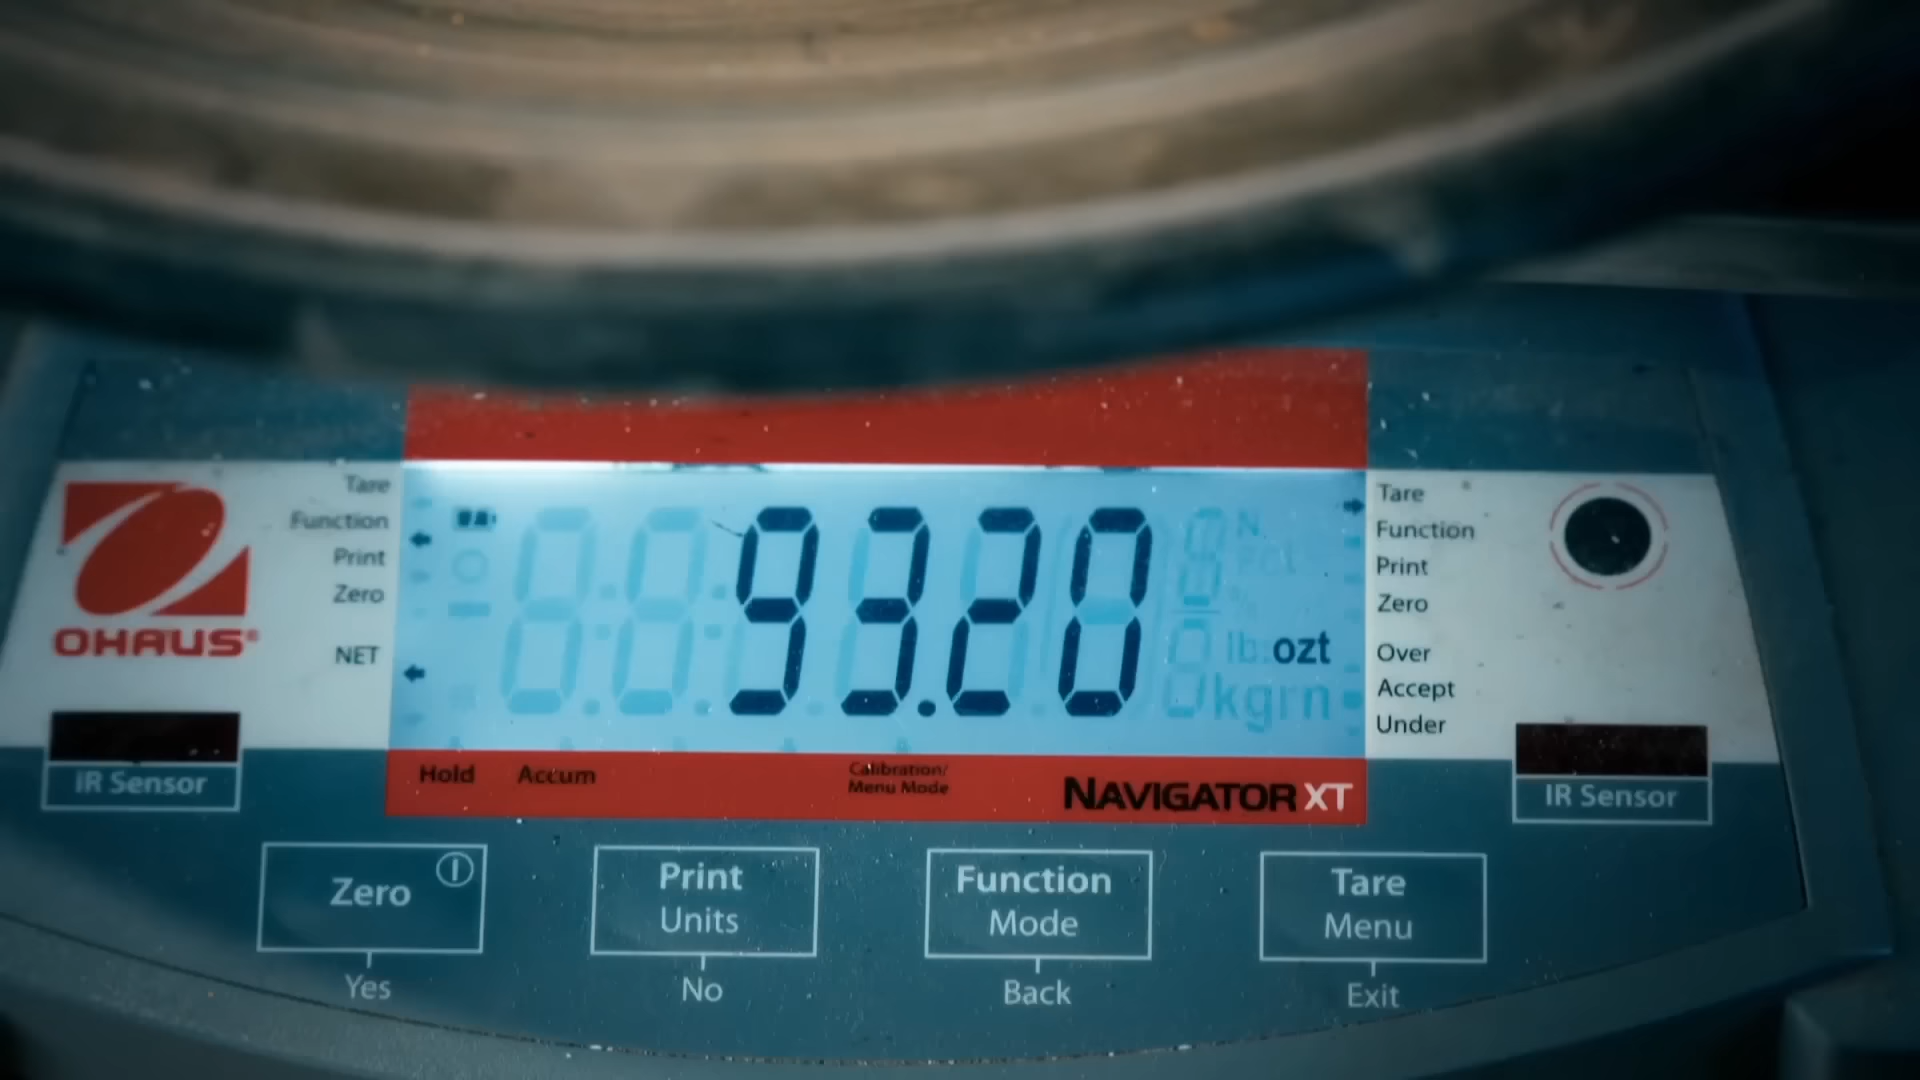 Tare
Function
Print
Zero
NET
OHAUS®
93.20
lb:ozt
kgrn
N
Tare
Function
Print
Zero
Over
Accept
Under
IR Sensor
Hold Accum
Calibration/
Menu Mode
NAVIGATOR XT
IR Sensor
Zero
Yes
Print
Units
No
Function
Mode
Back
Tare
Menu
Exit